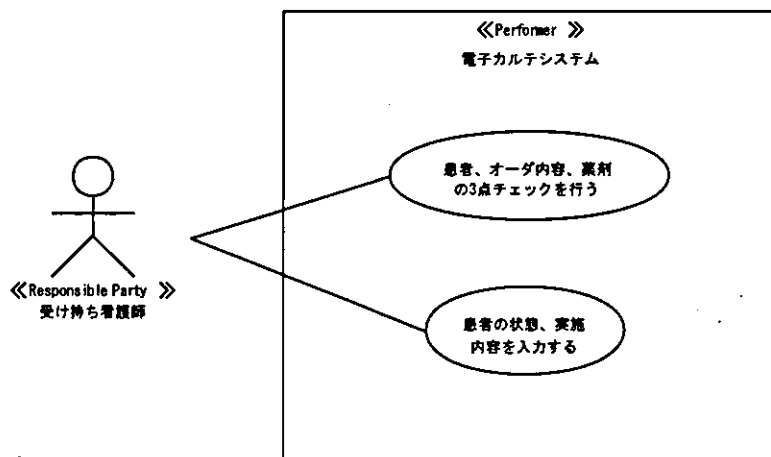 ≪Performer ≫
電子カルテシステム
患者、オーダ内容、薬剤
の3点チェックを行う
≪Responsible Party ≫
受け持ち看護師
患者の状態、実施
内容を入力する